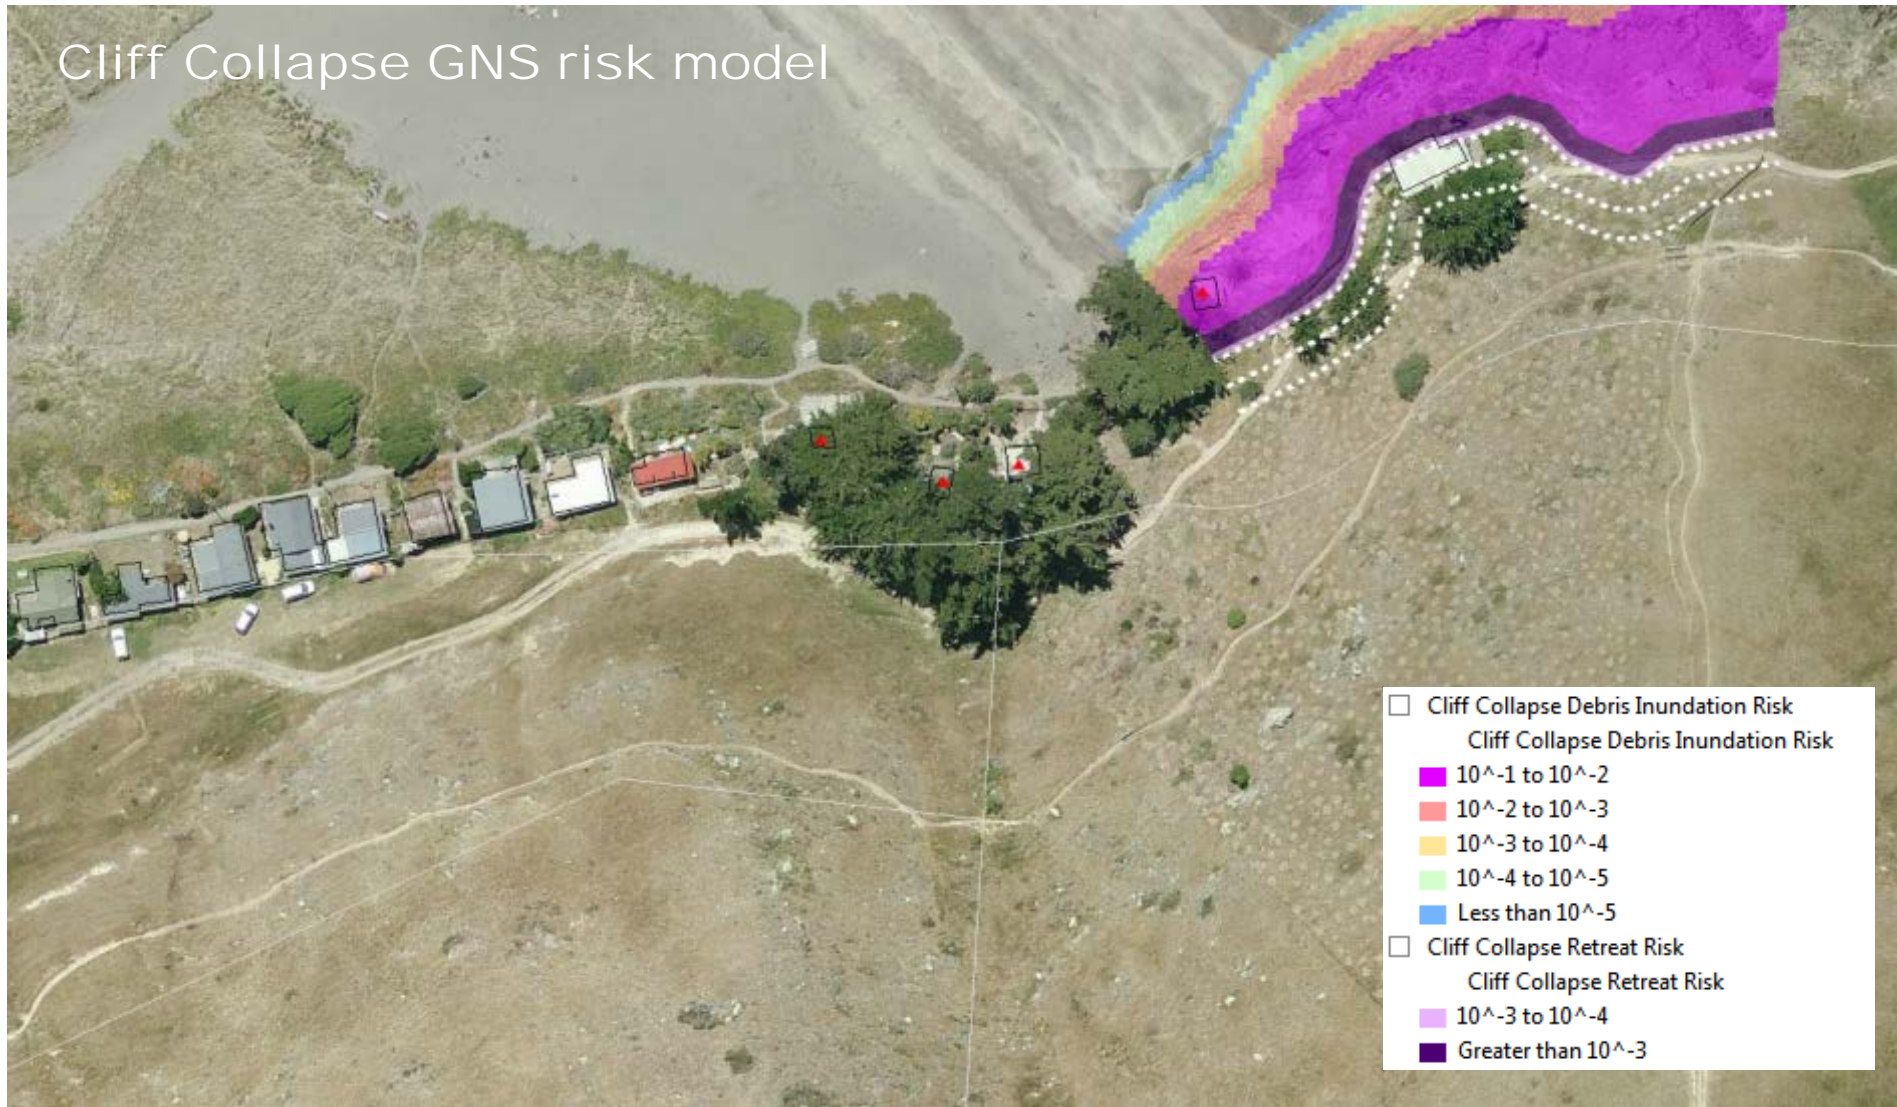 Cliff Collapse GNS risk model
Cliff Collapse Debris Inundation Risk
Cliff Collapse Debris Inundation Risk
10^-1 to 10^-2
10^-2 to 10^-3
10^-3 to 10^-4
10^-4 to 10^-5
Less than 10^-5
Cliff Collapse Retreat Risk
Cliff Collapse Retreat Risk
10^-3 to 10^-4
Greater than 10^-3